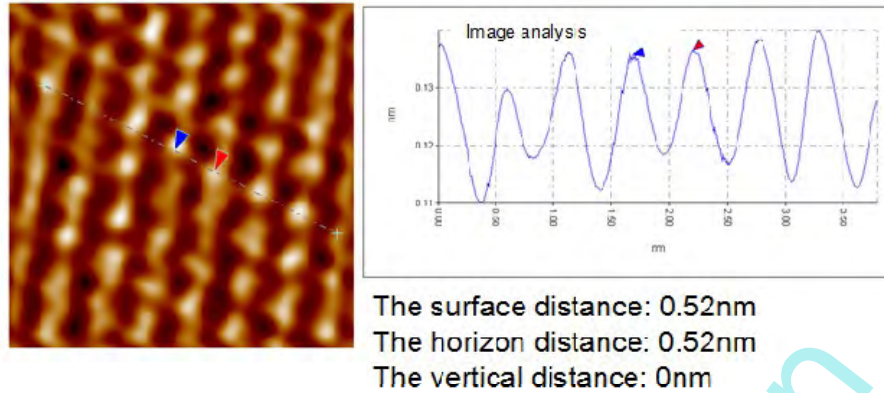 Image analysis
nm
0.13
0.12
0.11
0.00
0.50
1.00
1.50
2.00
2.50
3.00
3.50
nm
The surface distance: 0.52nm
The horizon distance: 0.52nm
The vertical distance: 0nm